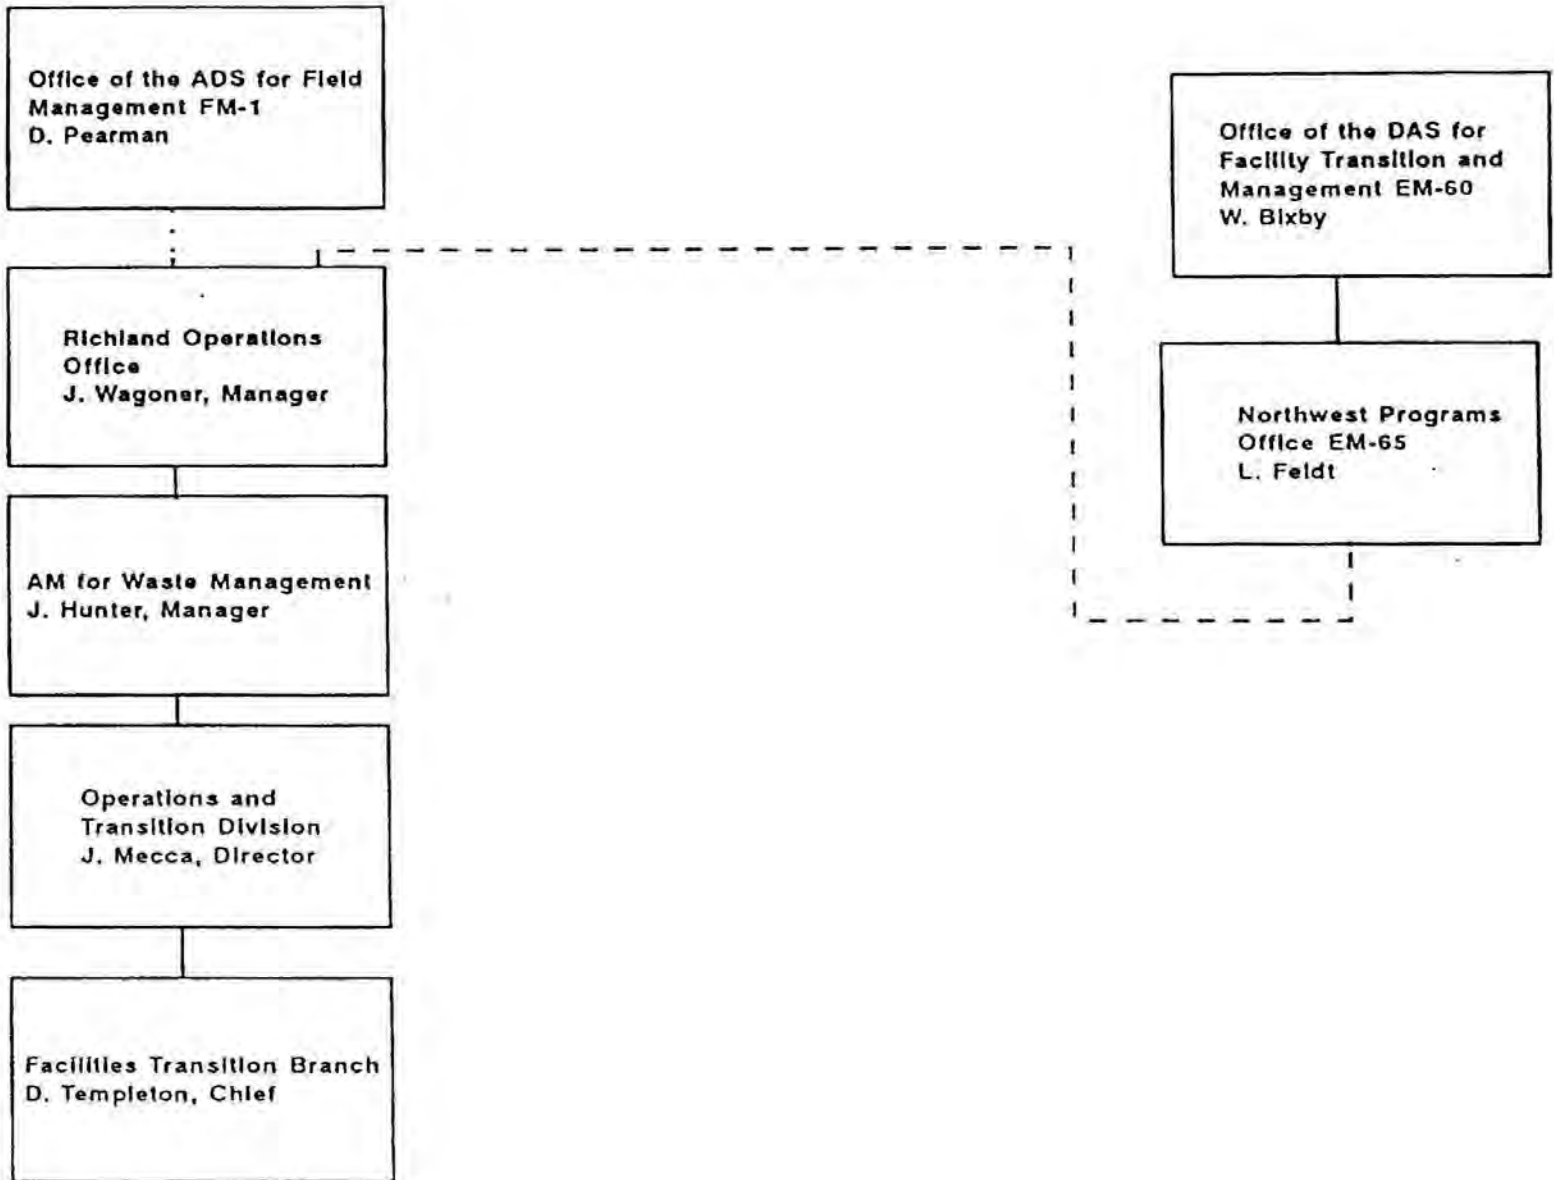 Office of the ADS for Field
Management FM-1
D. Pearman
Office of the DAS for
Facility Transition and
Management EM-60
W. Bixby
Richland Operations
Office
J. Wagoner, Manager
Northwest Programs
Office EM-65
L. Feldt
AM for Waste Management
J. Hunter, Manager
Operations and
Transition Division
J. Mecca, Director
Facilities Transition Branch
D. Templeton, Chief